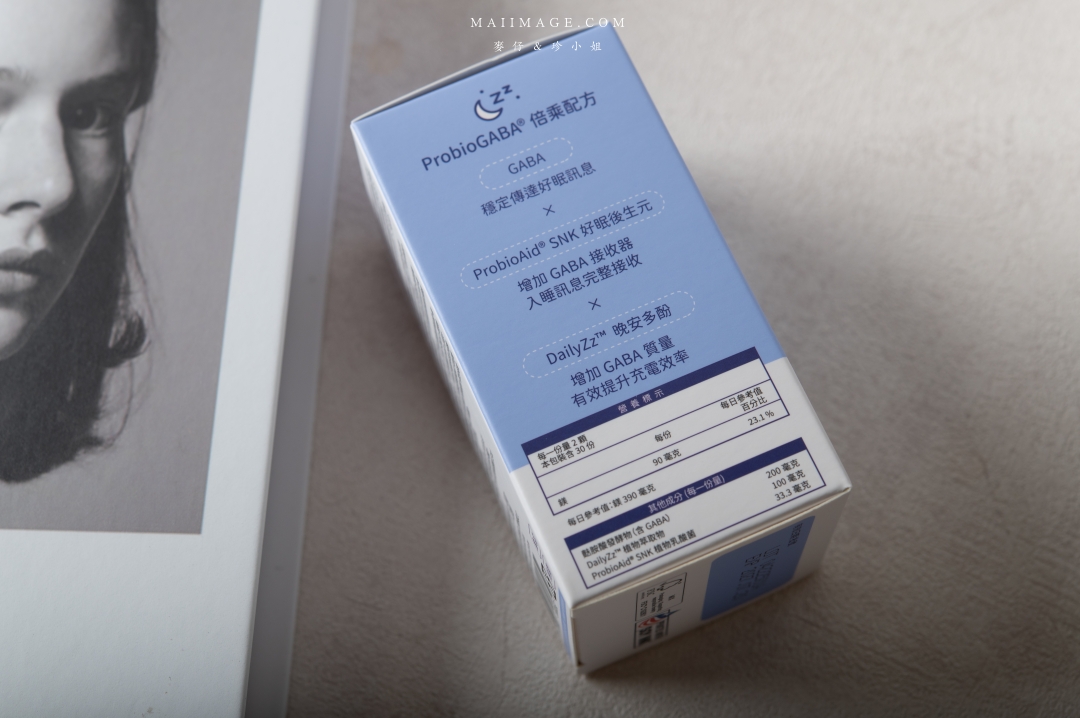 MAIIMAGE.COM
麥仔&珍小姐
Zz
ProbioGABA® 倍乘配方
GABA
穩定傳達好眠訊息
×
ProbioAid® SNK 好眠後生元
增加 GABA 接收器
入睡訊息完整接收
×
DailyZz™ 晚安多酚
增加 GABA 質量
有效提升充電效率
營養標示
每一份量 2 顆
本包裝含 30 份
每份
每日參考值
百分比
鎂
90 毫克
23.1 %
每日參考值：鎂 390 毫克
其他成分 (每一份量)
麩胺酸發酵物 (含 GABA)
200 毫克
DailyZz™ 植物萃取物
100 毫克
ProbioAid® SNK 植物乳酸菌
33.3 毫克